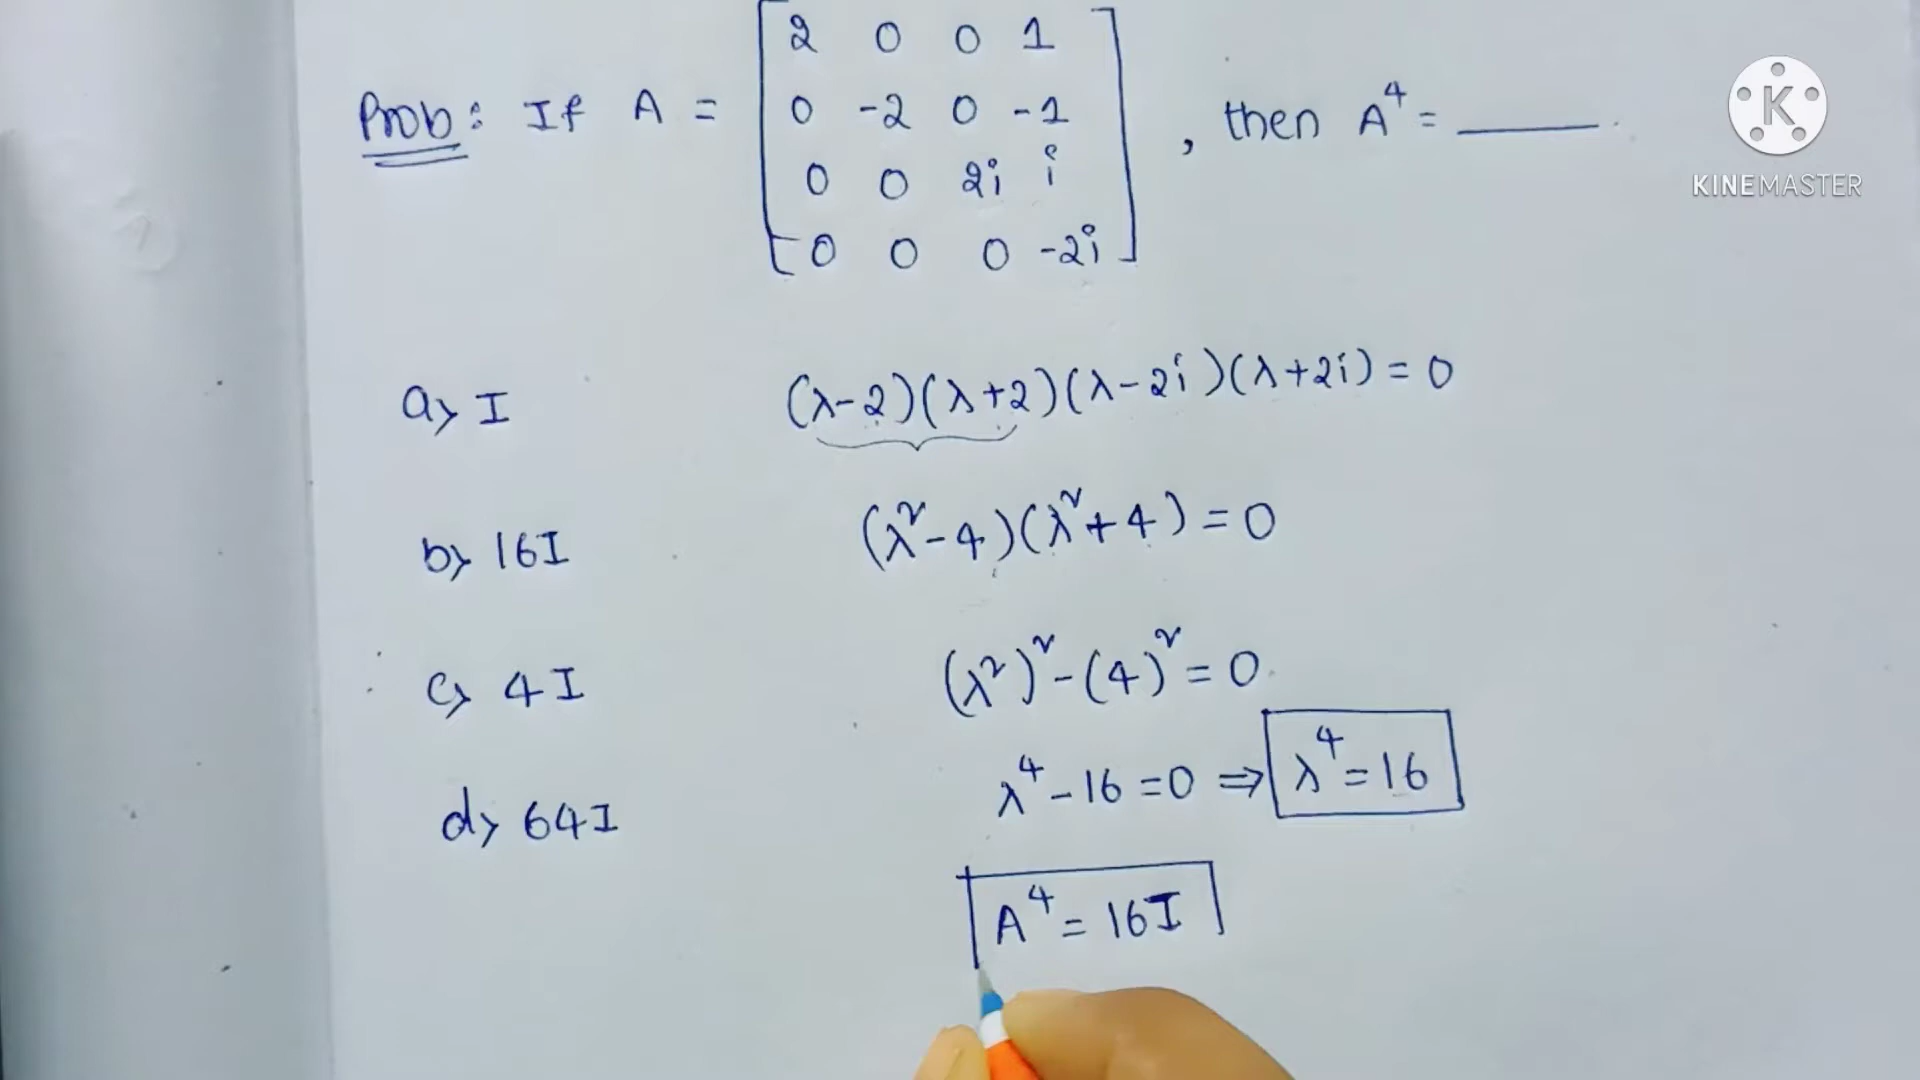 2 0 0 1
Prob: If A = 0 -2 0 -1 , then A⁴ = ______.
0 0 2i i
0 0 0 -2i
K
KINEMASTER
a> I
(λ-2)(λ+2)(λ-2i)(λ+2i) = 0
b> 16I
(λ²-4)(λ²+4) = 0
c> 4I
(λ²)²-(4)² = 0
λ⁴-16=0 ⇒ λ⁴=16
d> 64I
A⁴ = 16I